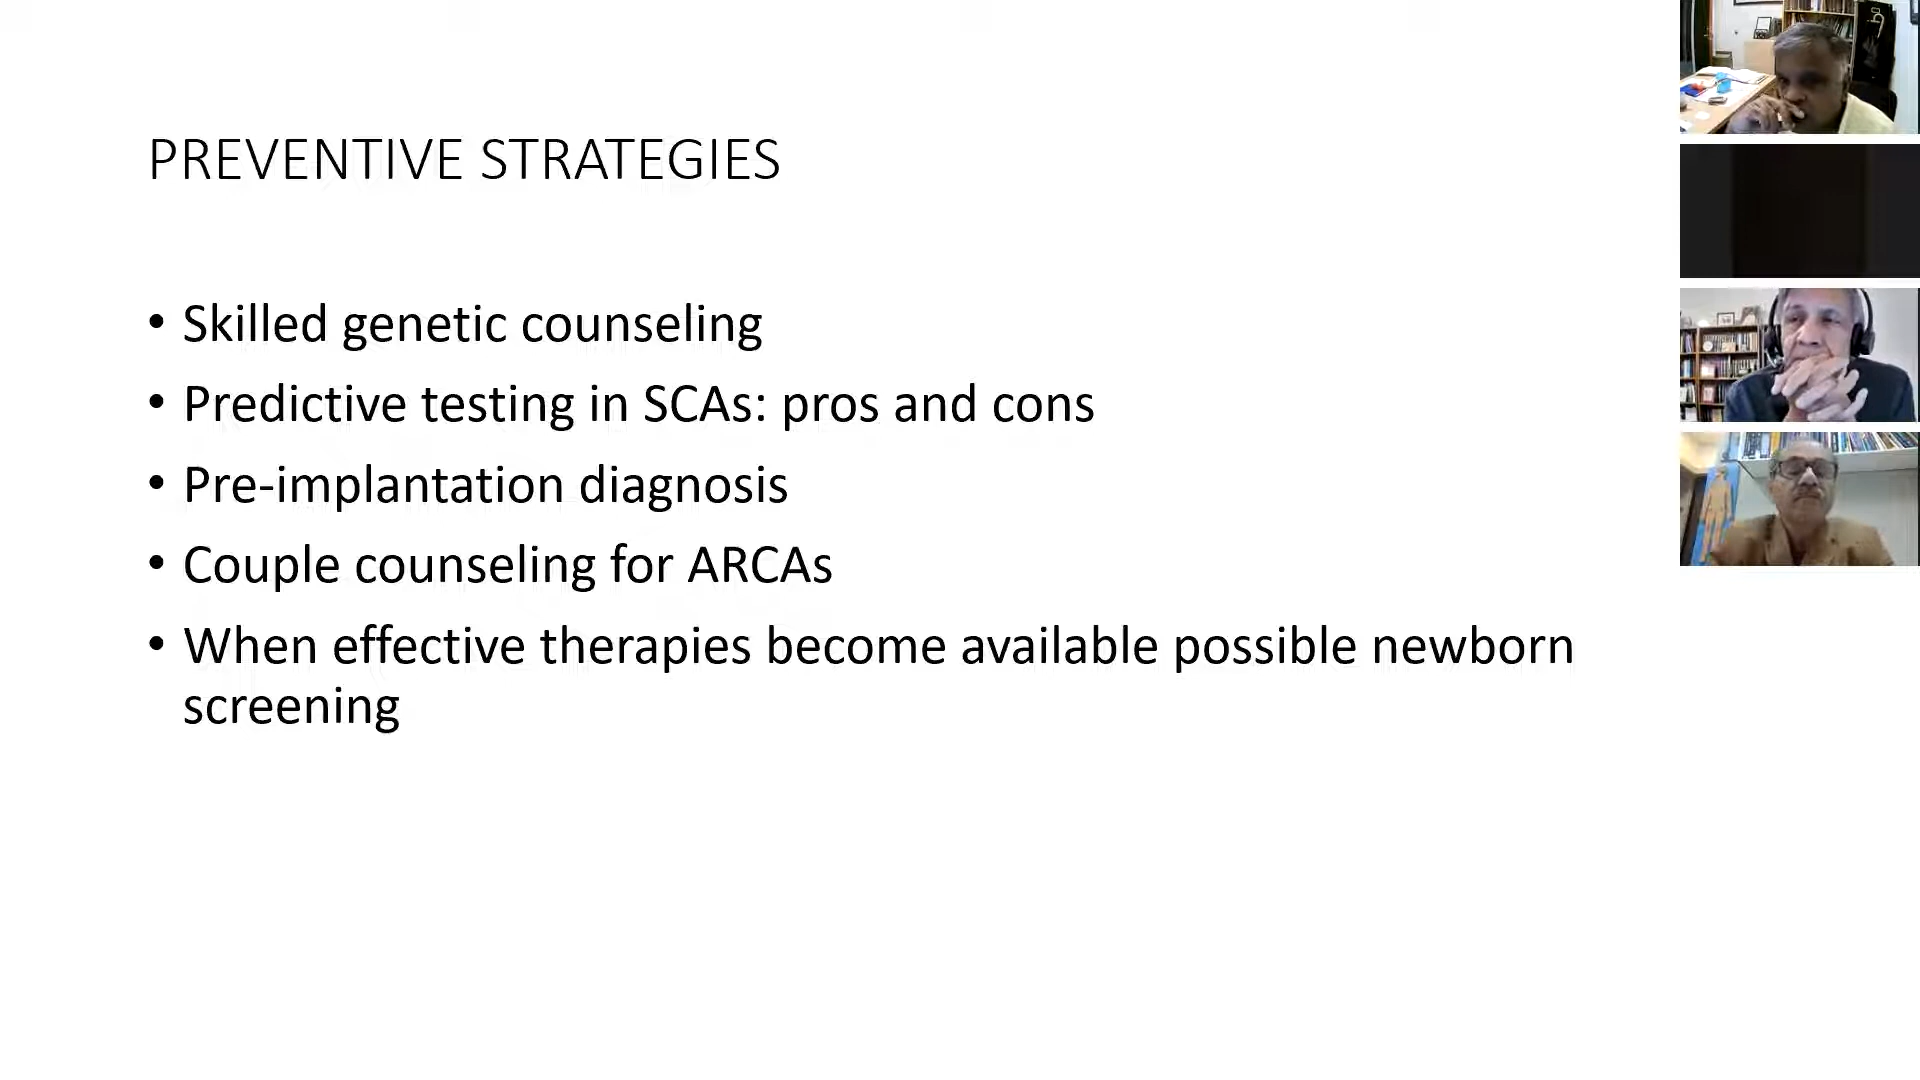 PREVENTIVE STRATEGIES
• Skilled genetic counseling
• Predictive testing in SCAs: pros and cons
• Pre-implantation diagnosis
• Couple counseling for ARCAs
• When effective therapies become available possible newborn
screening